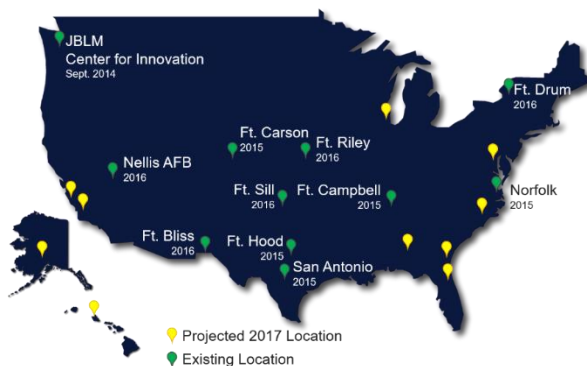 JBLM
Center for Innovation
Sept. 2014
Ft. Drum
2016
Ft. Carson
2015
Ft. Riley
2016
Nellis AFB
2016
Ft. Sill
2016
Ft. Campbell
2015
Norfolk
2015
Ft. Bliss
2016
Ft. Hood
2015
San Antonio
2015
Projected 2017 Location
Existing Location